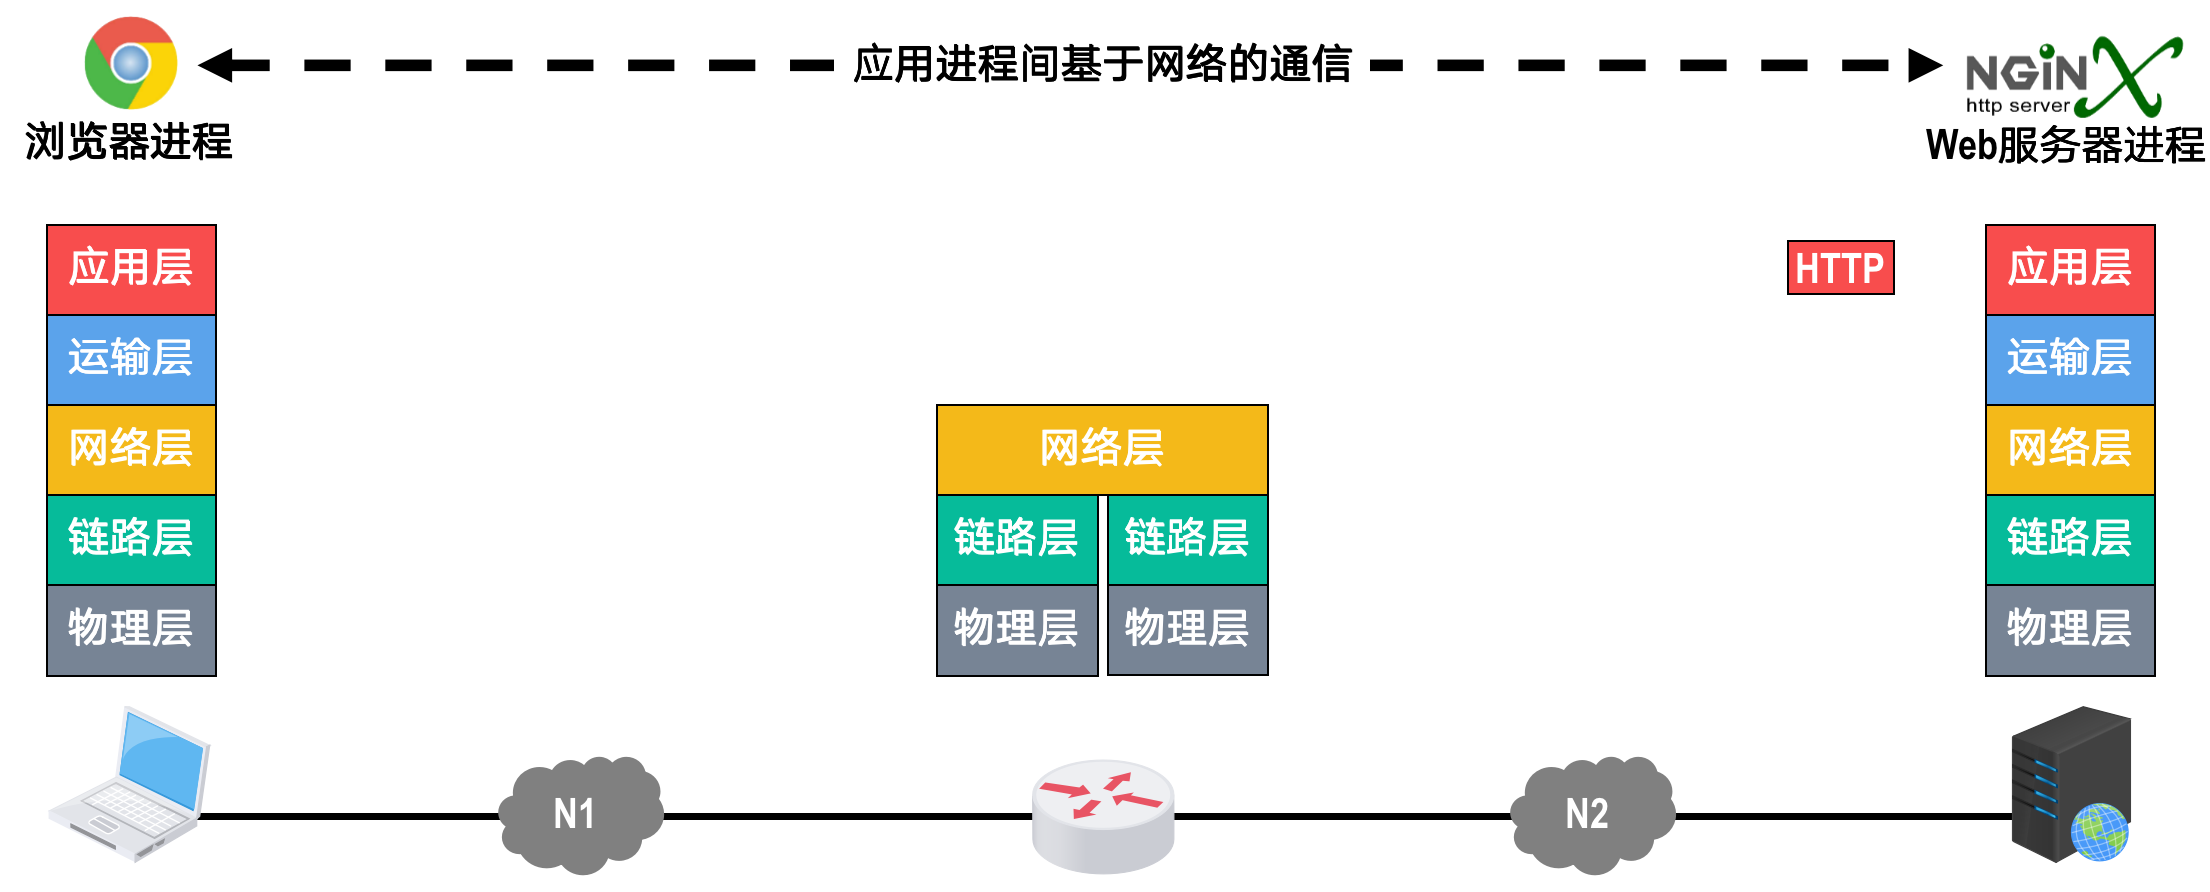 应用进程间基于网络的通信
NGiNX
http server
浏览器进程
Web服务器进程
应用层
HTTP
应用层
运输层
运输层
网络层
网络层
网络层
链路层
链路层
链路层
链路层
物理层
物理层
物理层
物理层
N1
N2